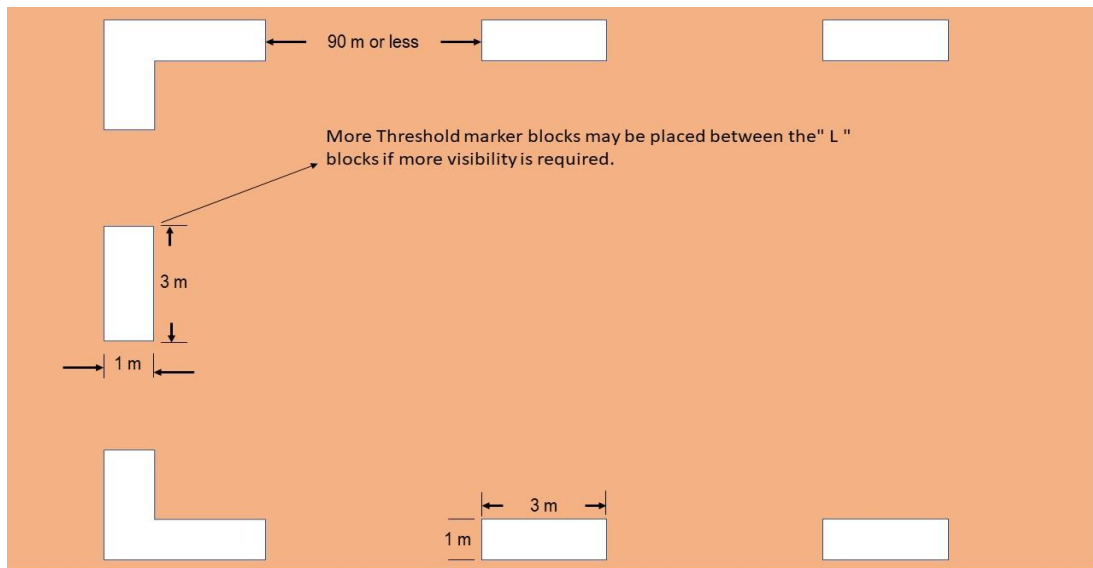 90 m or less
More Threshold marker blocks may be placed between the" L "
blocks if more visibility is required.
3 m
1 m
3 m
1 m